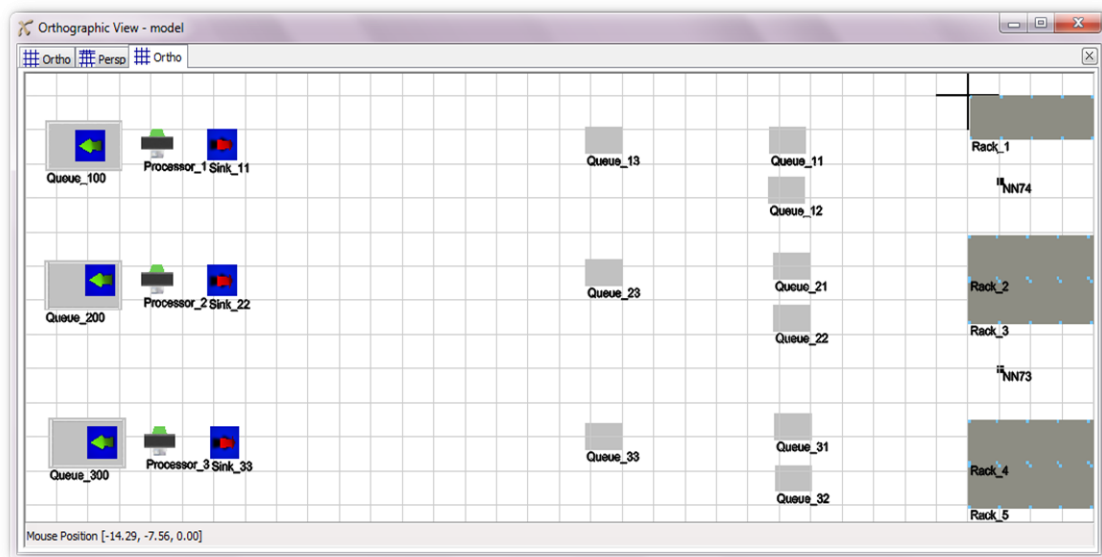 Orthographic View - model
Ortho Persp Ortho
Queue_100 Processor_1 Sink_11 Queue_13 Queue_11 Rack_1
Queue_12 NN74
Queue_200 Processor_2 Sink_22 Queue_23 Queue_21 Rack_2
Queue_22 Rack_3
NN73
Queue_300 Processor_3 Sink_33 Queue_33 Queue_31 Rack_4
Queue_32 Rack_5
Mouse Position [-14.29, -7.56, 0.00]